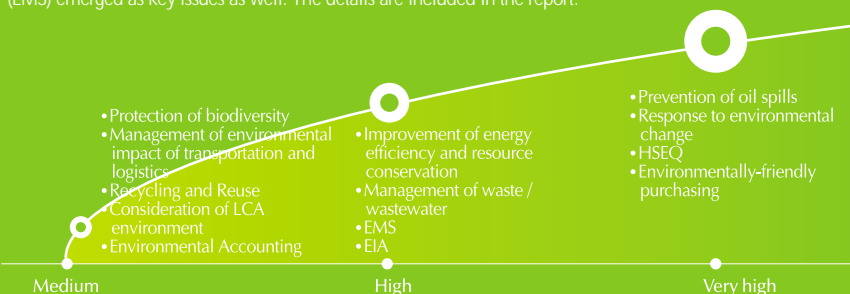 (EMS) emerged as key issues as well. The details are included in the report.
• Protection of biodiversity
• Management of environmental
impact of transportation and
logistics
• Recycling and Reuse
• Consideration of LCA
environment
• Environmental Accounting
• Improvement of energy
efficiency and resource
conservation
• Management of waste /
wastewater
• EMS
• EIA
• Prevention of oil spills
• Response to environmental
change
• HSEQ
• Environmentally-friendly
purchasing
Medium
High
Very high